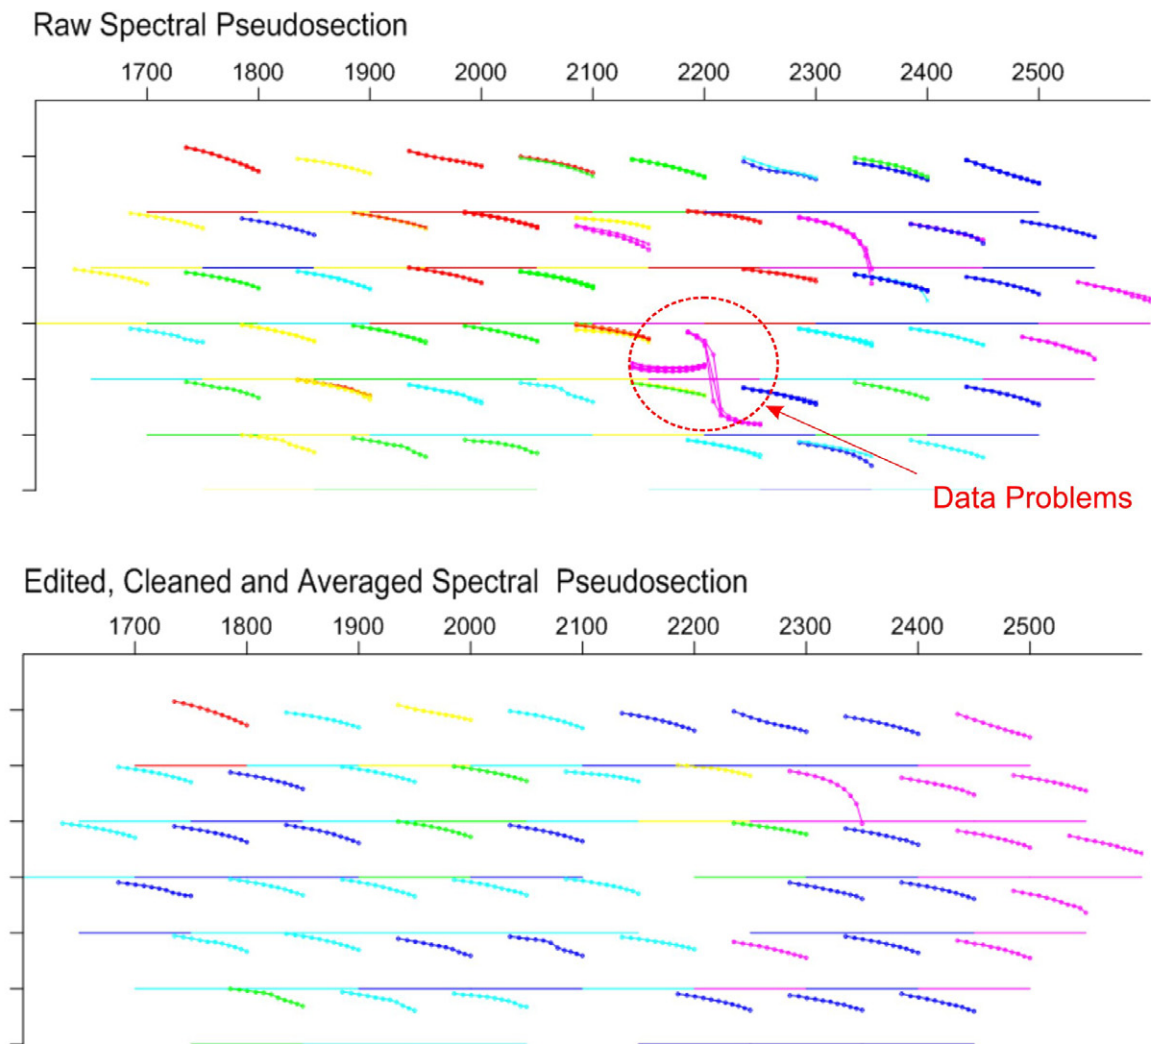 Raw Spectral Pseudosection
1700 1800 1900 2000 2100 2200 2300 2400 2500
Data Problems
Edited, Cleaned and Averaged Spectral  Pseudosection
1700 1800 1900 2000 2100 2200 2300 2400 2500